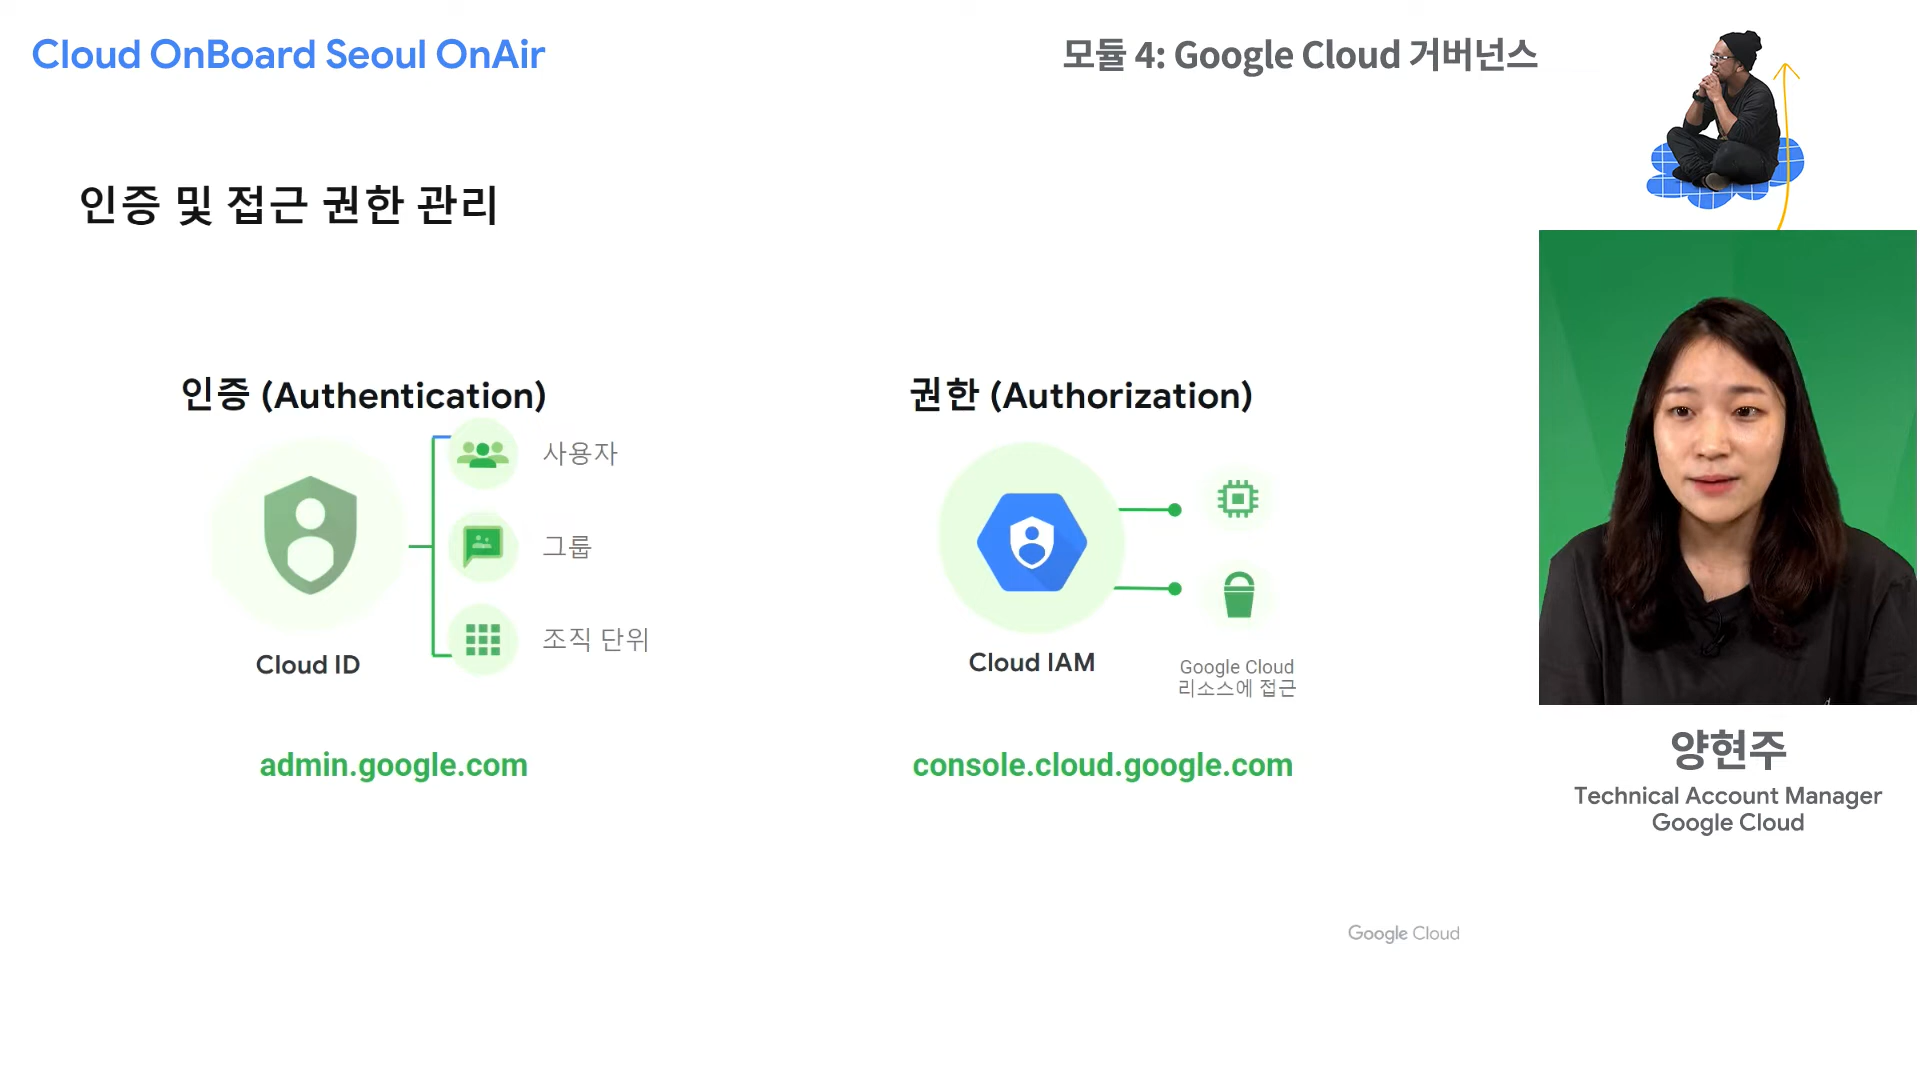 Cloud OnBoard Seoul OnAir
모듈 4: Google Cloud 거버넌스
인증 및 접근 권한 관리
인증 (Authentication)
사용자
그룹
조직 단위
Cloud ID
admin.google.com
권한 (Authorization)
Cloud IAM
Google Cloud
리소스에 접근
console.cloud.google.com
양현주
Technical Account Manager
Google Cloud
Google Cloud